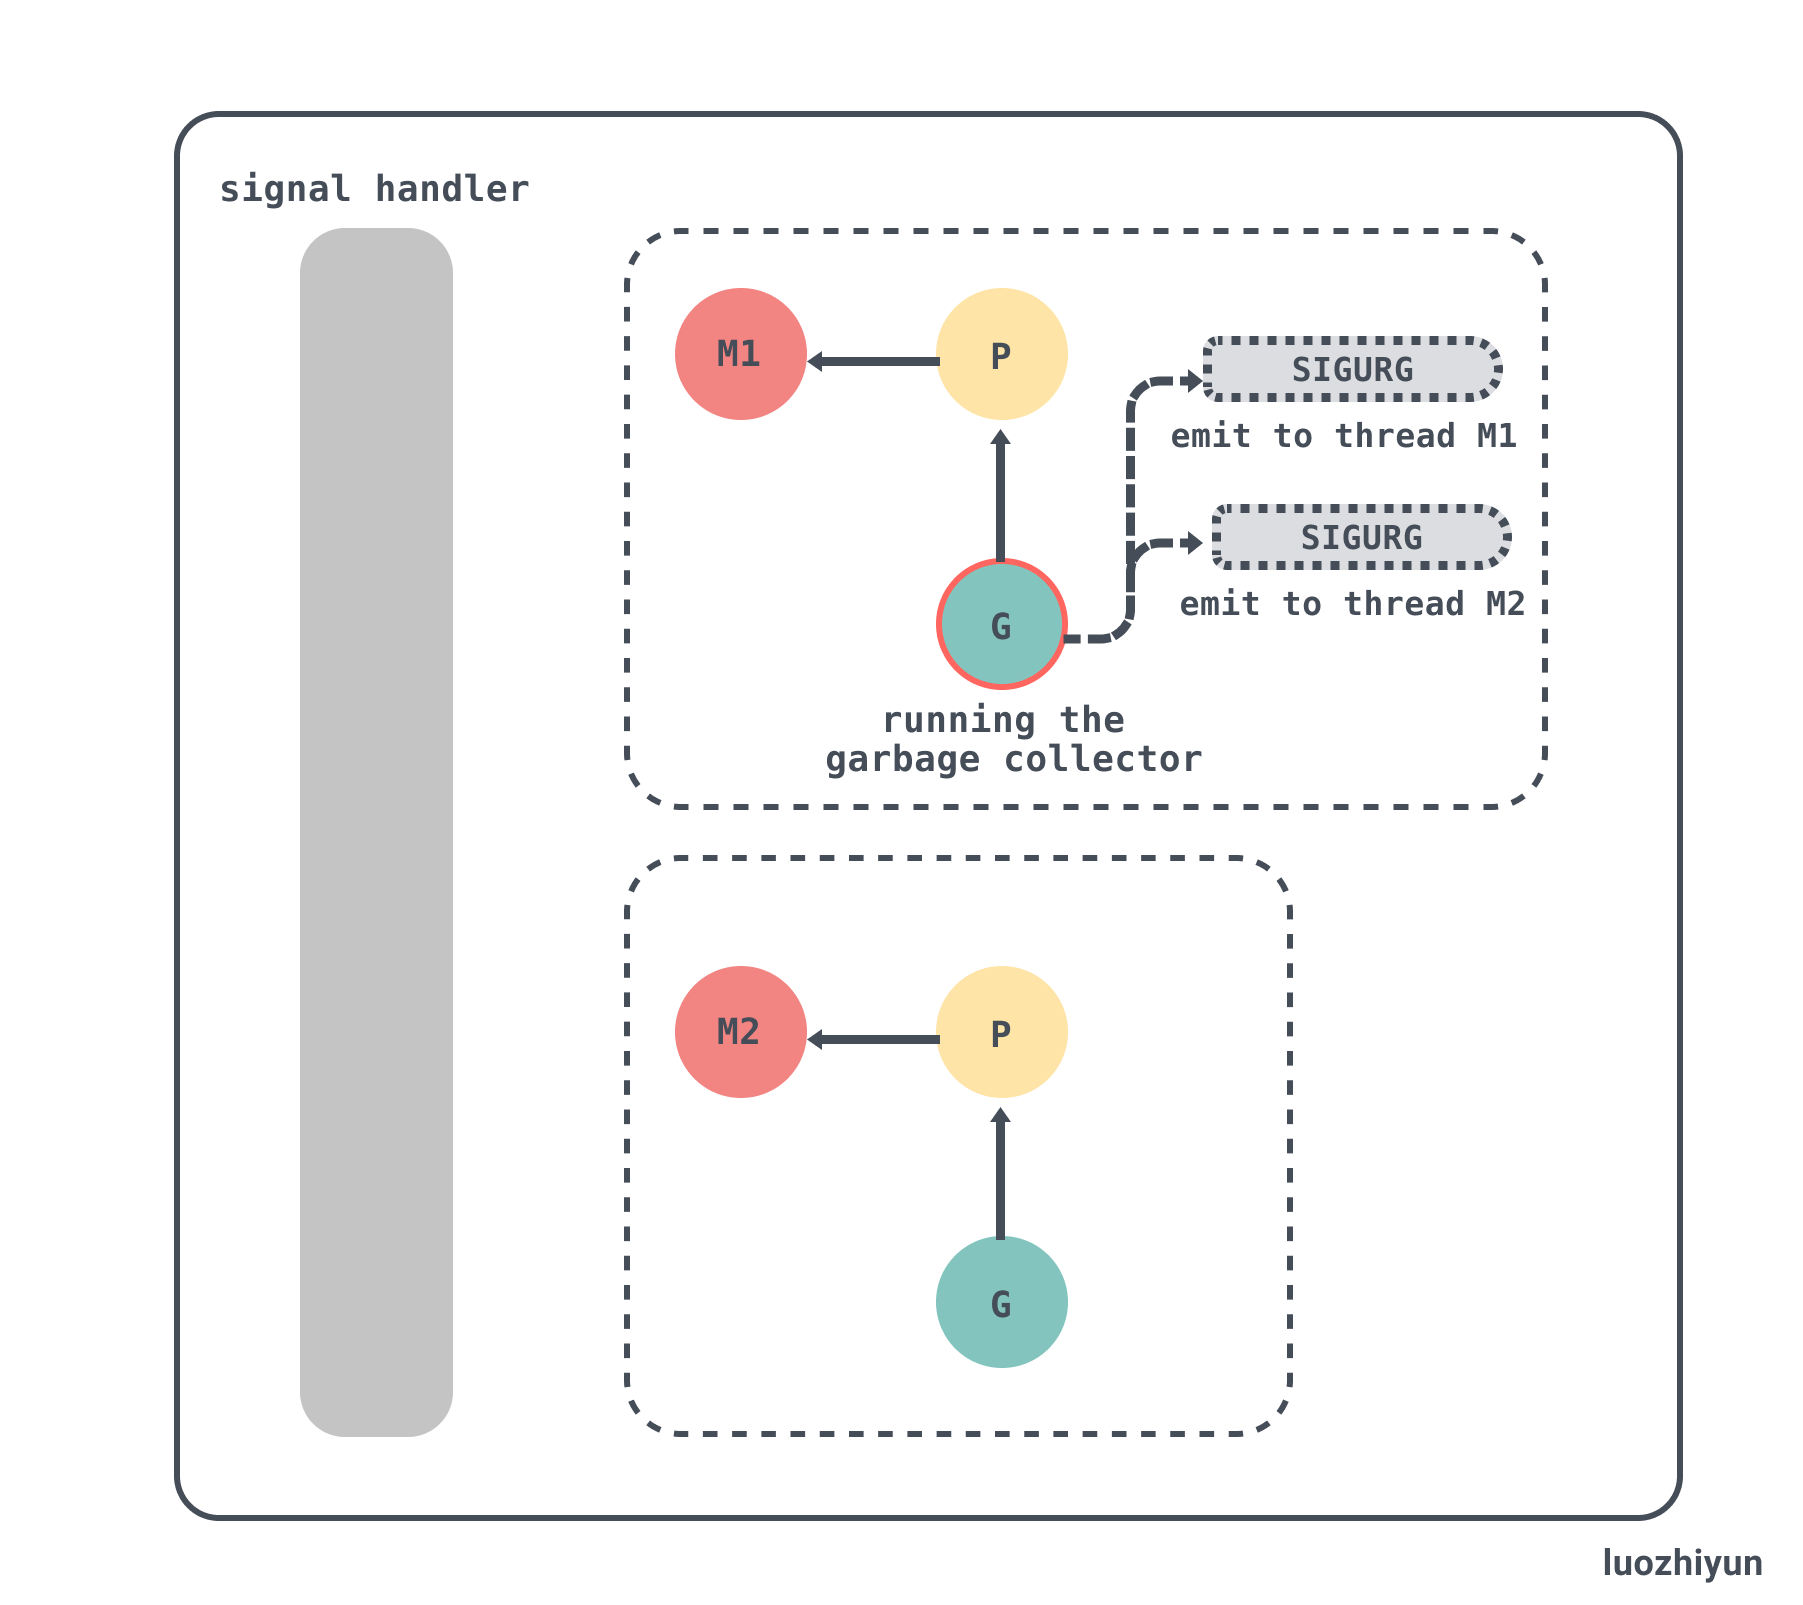 signal handler
M1
P
SIGURG
emit to thread M1
SIGURG
emit to thread M2
G
running the
garbage collector
M2
P
G
luozhiyun